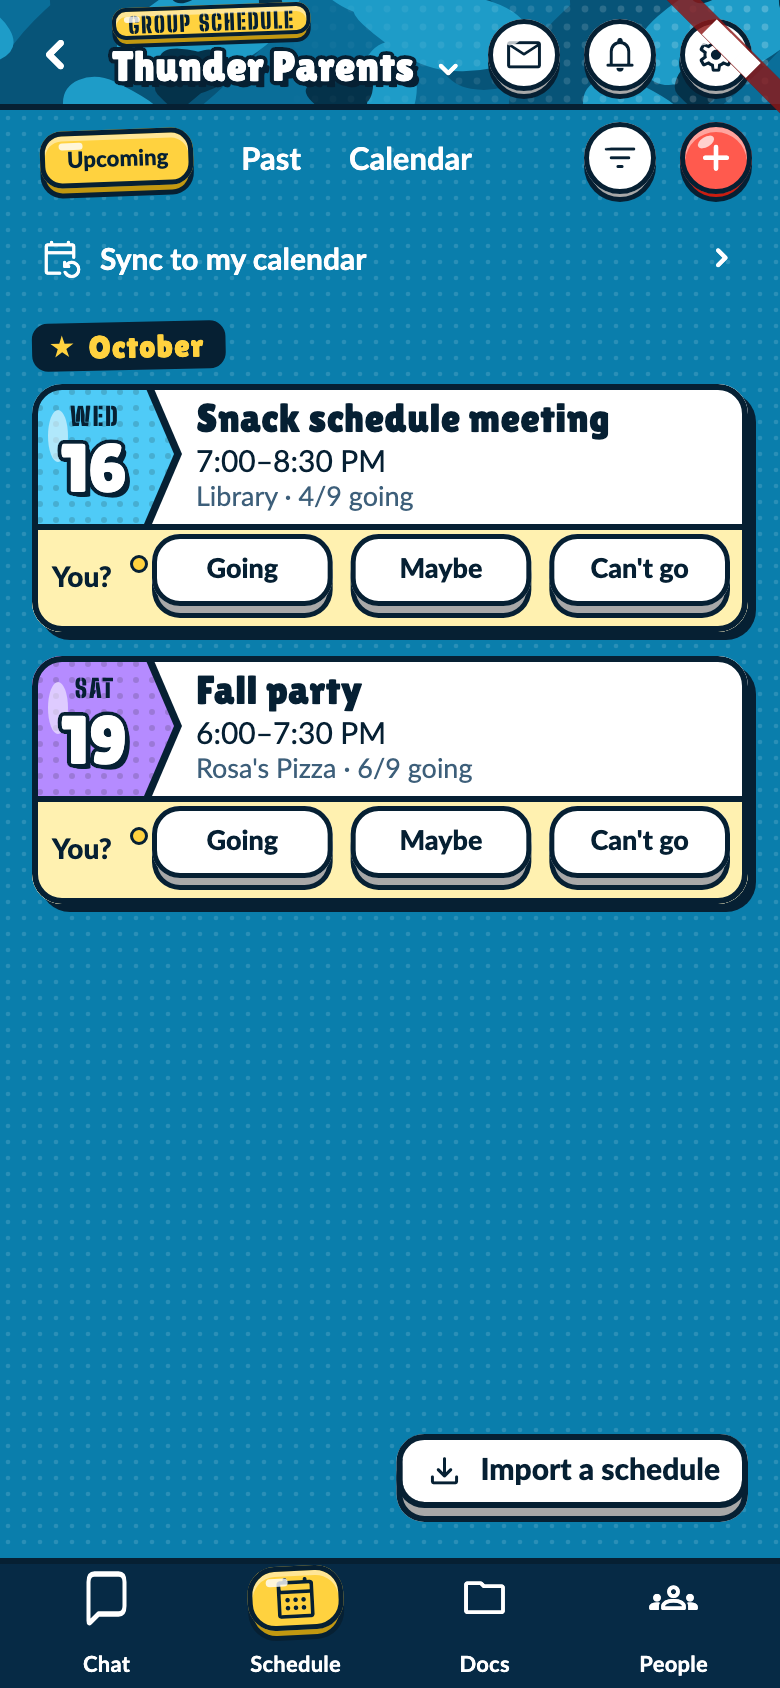 GROUP SCHEDULE
Thunder Parents
Upcoming
Past
Calendar
Sync to my calendar
★ October
WED
16
Snack schedule meeting
7:00–8:30 PM
Library · 4/9 going
You?
Going
Maybe
Can't go
SAT
19
Fall party
6:00–7:30 PM
Rosa's Pizza · 6/9 going
You?
Going
Maybe
Can't go
Import a schedule
Chat
Schedule
Docs
People